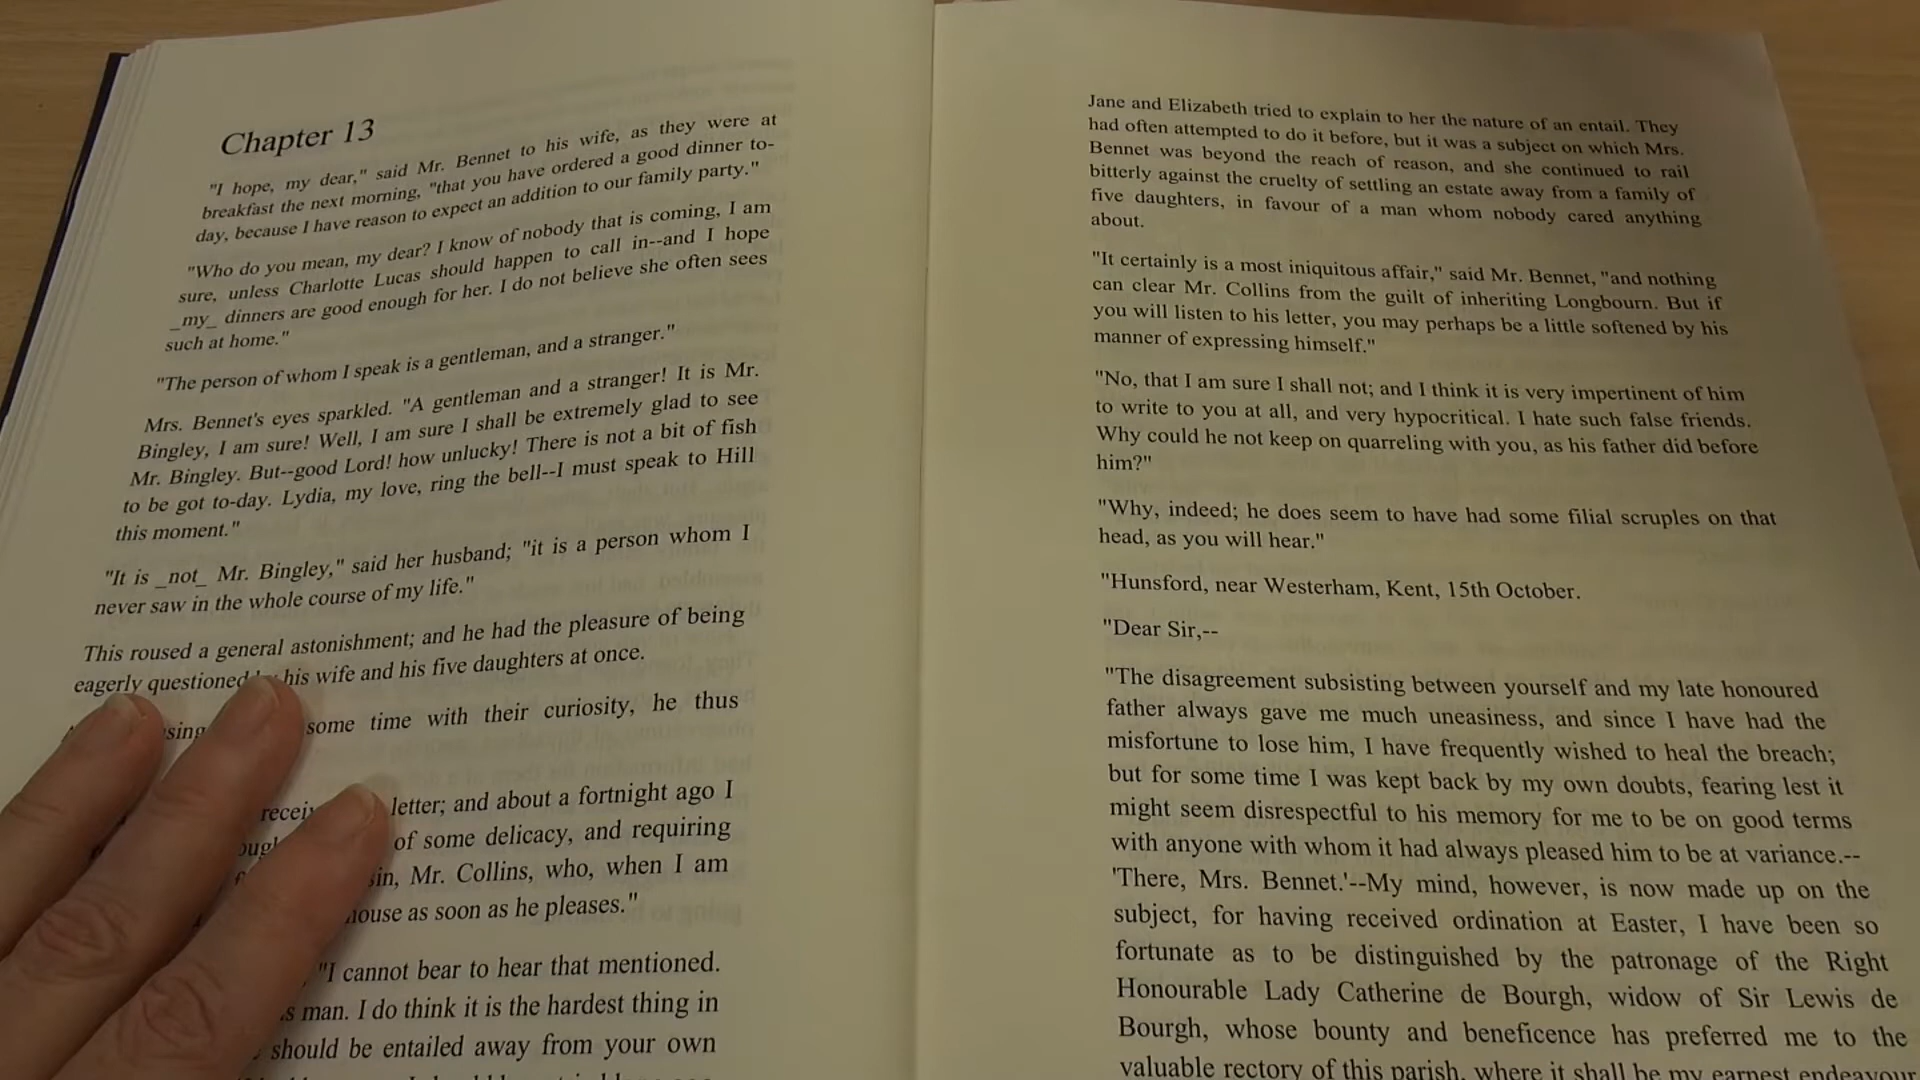 Chapter 13
"I hope, my dear," said Mr. Bennet to his wife, as they were at
breakfast the next morning, "that you have ordered a good dinner to-
day, because I have reason to expect an addition to our family party."
"Who do you mean, my dear? I know of nobody that is coming, I am
sure, unless Charlotte Lucas should happen to call in--and I hope
_my_ dinners are good enough for her. I do not believe she often sees
such at home."
"The person of whom I speak is a gentleman, and a stranger."
Mrs. Bennet's eyes sparkled. "A gentleman and a stranger! It is Mr.
Bingley, I am sure! Well, I am sure I shall be extremely glad to see
Mr. Bingley. But--good Lord! how unlucky! There is not a bit of fish
to be got to-day. Lydia, my love, ring the bell--I must speak to Hill
this moment."
"It is _not_ Mr. Bingley," said her husband; "it is a person whom I
never saw in the whole course of my life."
This roused a general astonishment; and he had the pleasure of being
eagerly questioned his wife and his five daughters at once.
some time with their curiosity, he thus
letter; and about a fortnight ago I
of some delicacy, and requiring
Mr. Collins, who, when I am
as soon as he pleases."
"I cannot bear to hear that mentioned.
man. I do think it is the hardest thing in
should be entailed away from your own
Jane and Elizabeth tried to explain to her the nature of an entail. They
had often attempted to do it before, but it was a subject on which Mrs.
Bennet was beyond the reach of reason, and she continued to rail
bitterly against the cruelty of settling an estate away from a family of
five daughters, in favour of a man whom nobody cared anything
about.
"It certainly is a most iniquitous affair," said Mr. Bennet, "and nothing
can clear Mr. Collins from the guilt of inheriting Longbourn. But if
you will listen to his letter, you may perhaps be a little softened by his
manner of expressing himself."
"No, that I am sure I shall not; and I think it is very impertinent of him
to write to you at all, and very hypocritical. I hate such false friends.
Why could he not keep on quarreling with you, as his father did before
him?"
"Why, indeed; he does seem to have had some filial scruples on that
head, as you will hear."
"Hunsford, near Westerham, Kent, 15th October.
"Dear Sir,--
"The disagreement subsisting between yourself and my late honoured
father always gave me much uneasiness, and since I have had the
misfortune to lose him, I have frequently wished to heal the breach;
but for some time I was kept back by my own doubts, fearing lest it
might seem disrespectful to his memory for me to be on good terms
with anyone with whom it had always pleased him to be at variance.--
'There, Mrs. Bennet.'--My mind, however, is now made up on the
subject, for having received ordination at Easter, I have been so
fortunate as to be distinguished by the patronage of the Right
Honourable Lady Catherine de Bourgh, widow of Sir Lewis de
Bourgh, whose bounty and beneficence has preferred me to the
valuable rectory of this parish, where it shall be my earnest endeavour